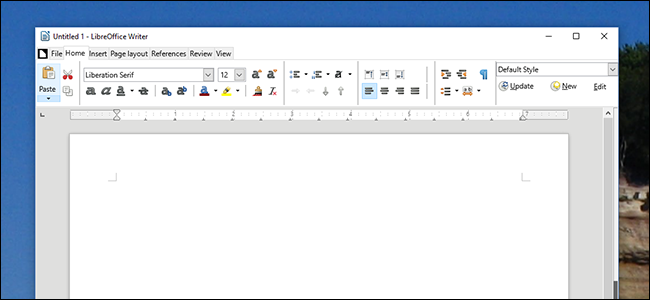 Untitled 1 - LibreOffice Writer
File Home Insert Page layout References Review View
Liberation Serif 12 Default Style
Paste Update New Edit
1 2 3 4 5 6 7